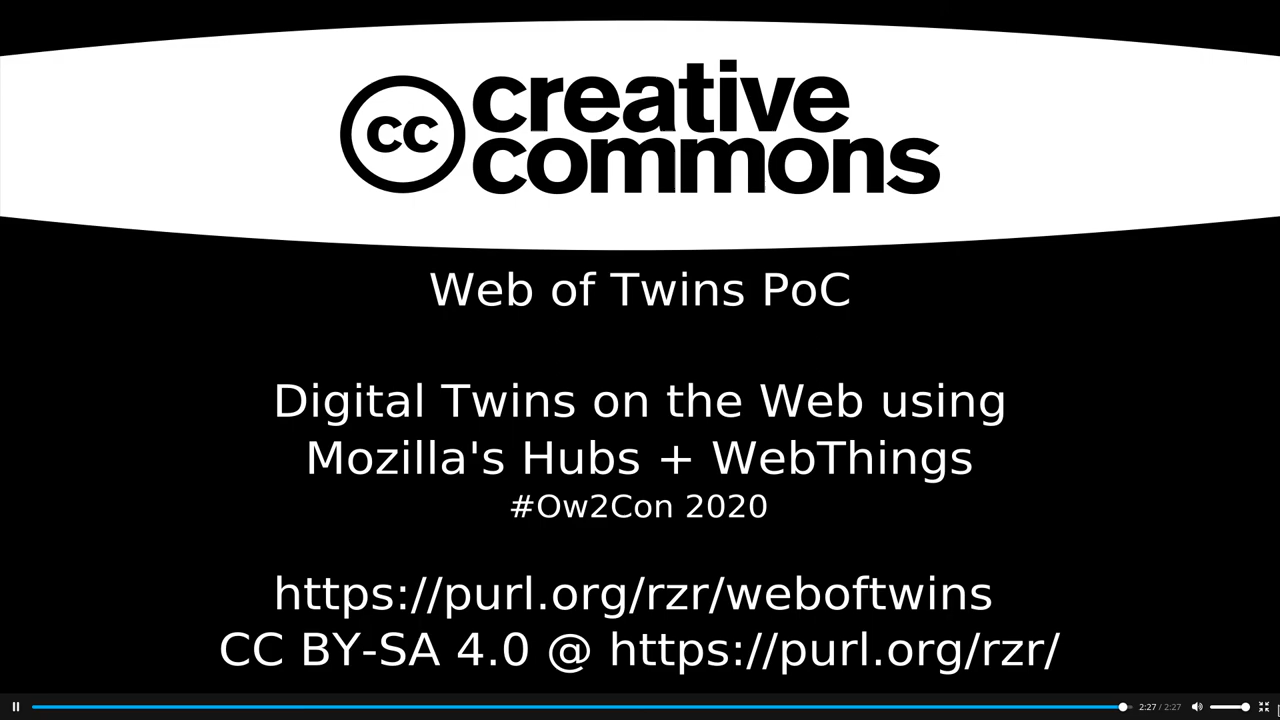 cc creative
commons
Web of Twins PoC
Digital Twins on the Web using
Mozilla's Hubs + WebThings
#Ow2Con 2020
https://purl.org/rzr/weboftwins
CC BY-SA 4.0 @ https://purl.org/rzr/
2:27 / 2:27